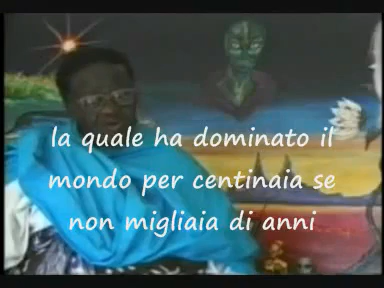 la quale ha dominato il
mondo per centinaia se
non migliaia di anni